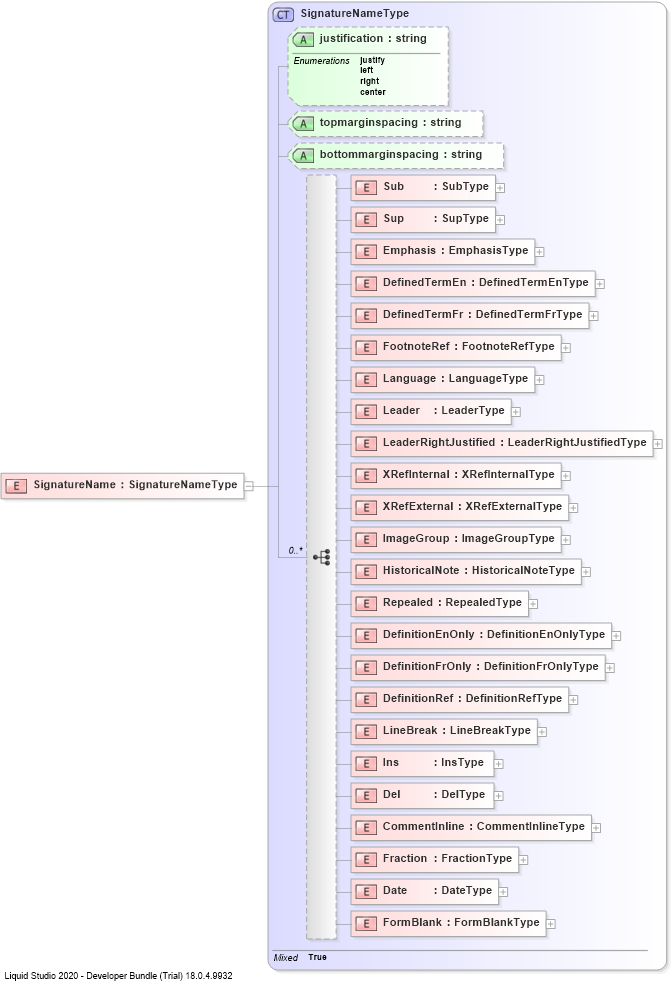 CT SignatureNameType
A justification : string
Enumerations justify
left
right
center
A topmarginspacing : string
A bottommarginspacing : string
E Sub : SubType
E Sup : SupType
E Emphasis : EmphasisType
E DefinedTermEn : DefinedTermEnType
E DefinedTermFr : DefinedTermFrType
E FootnoteRef : FootnoteRefType
E Language : LanguageType
E Leader : LeaderType
E LeaderRightJustified : LeaderRightJustifiedType
E XRefInternal : XRefInternalType
E SignatureName : SignatureNameType
E XRefExternal : XRefExternalType
E ImageGroup : ImageGroupType
0..*
E HistoricalNote : HistoricalNoteType
E Repealed : RepealedType
E DefinitionEnOnly : DefinitionEnOnlyType
E DefinitionFrOnly : DefinitionFrOnlyType
E DefinitionRef : DefinitionRefType
E LineBreak : LineBreakType
E Ins : InsType
E Del : DelType
E CommentInline : CommentInlineType
E Fraction : FractionType
E Date : DateType
E FormBlank : FormBlankType
Mixed True
Liquid Studio 2020 - Developer Bundle (Trial) 18.0.4.9932